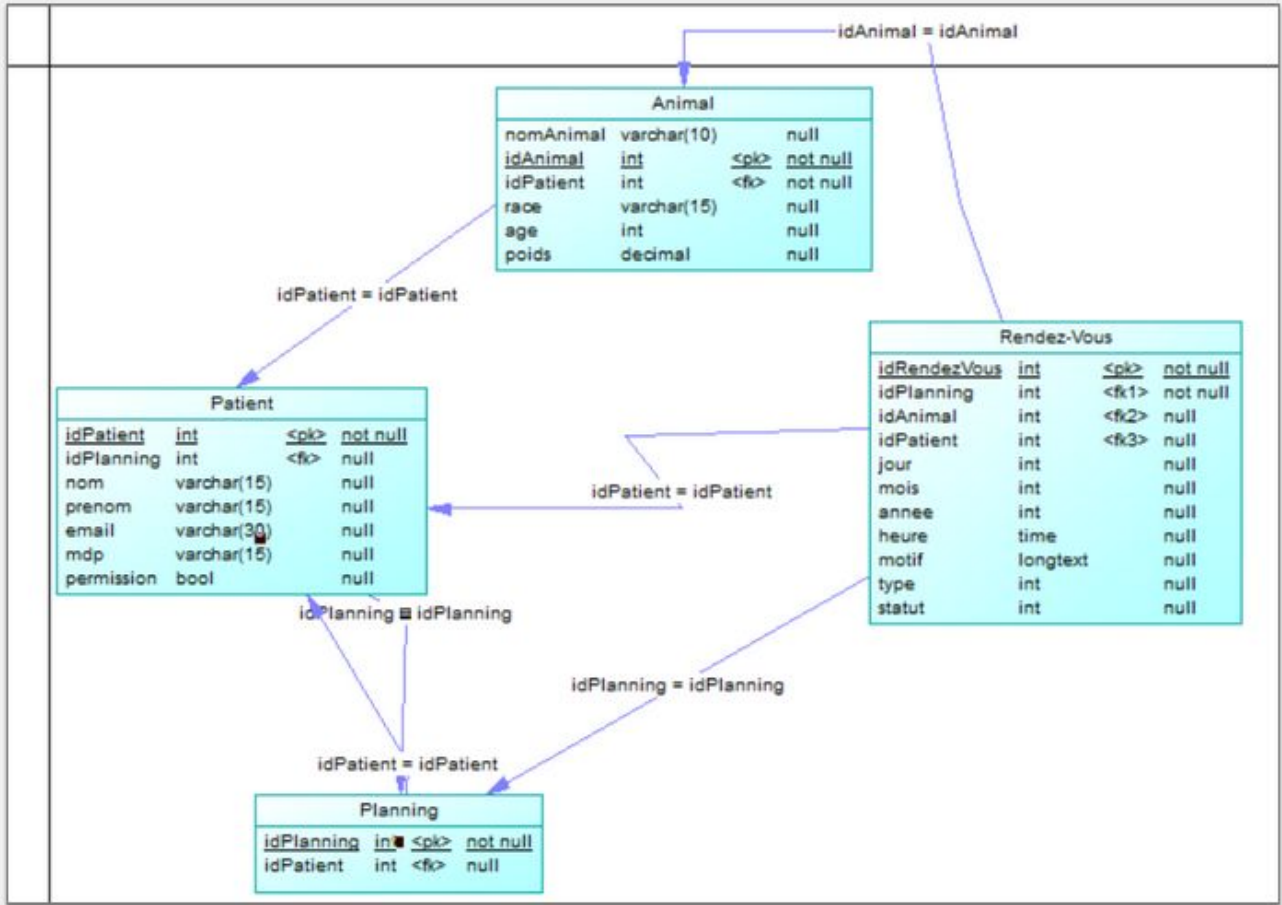 idAnimal = idAnimal
Animal
nomAnimal varchar(10) null
idAnimal int <pk> not null
idPatient int <fk> not null
race varchar(15) null
age int null
poids decimal null
idPatient = idPatient
Rendez-Vous
idRendezVous int <pk> not null
idPlanning int <fk1> not null
idAnimal int <fk2> null
idPatient int <fk3> null
jour int null
mois int null
annee int null
heure time null
motif longtext null
type int null
statut int null
Patient
idPatient int <pk> not null
idPlanning int <fk> null
nom varchar(15) null
prenom varchar(15) null
email varchar(30) null
mdp varchar(15) null
permission bool null
idPatient = idPatient
idPlanning = idPlanning
idPlanning = idPlanning
idPatient = idPatient
Planning
idPlanning int <pk> not null
idPatient int <fk> null